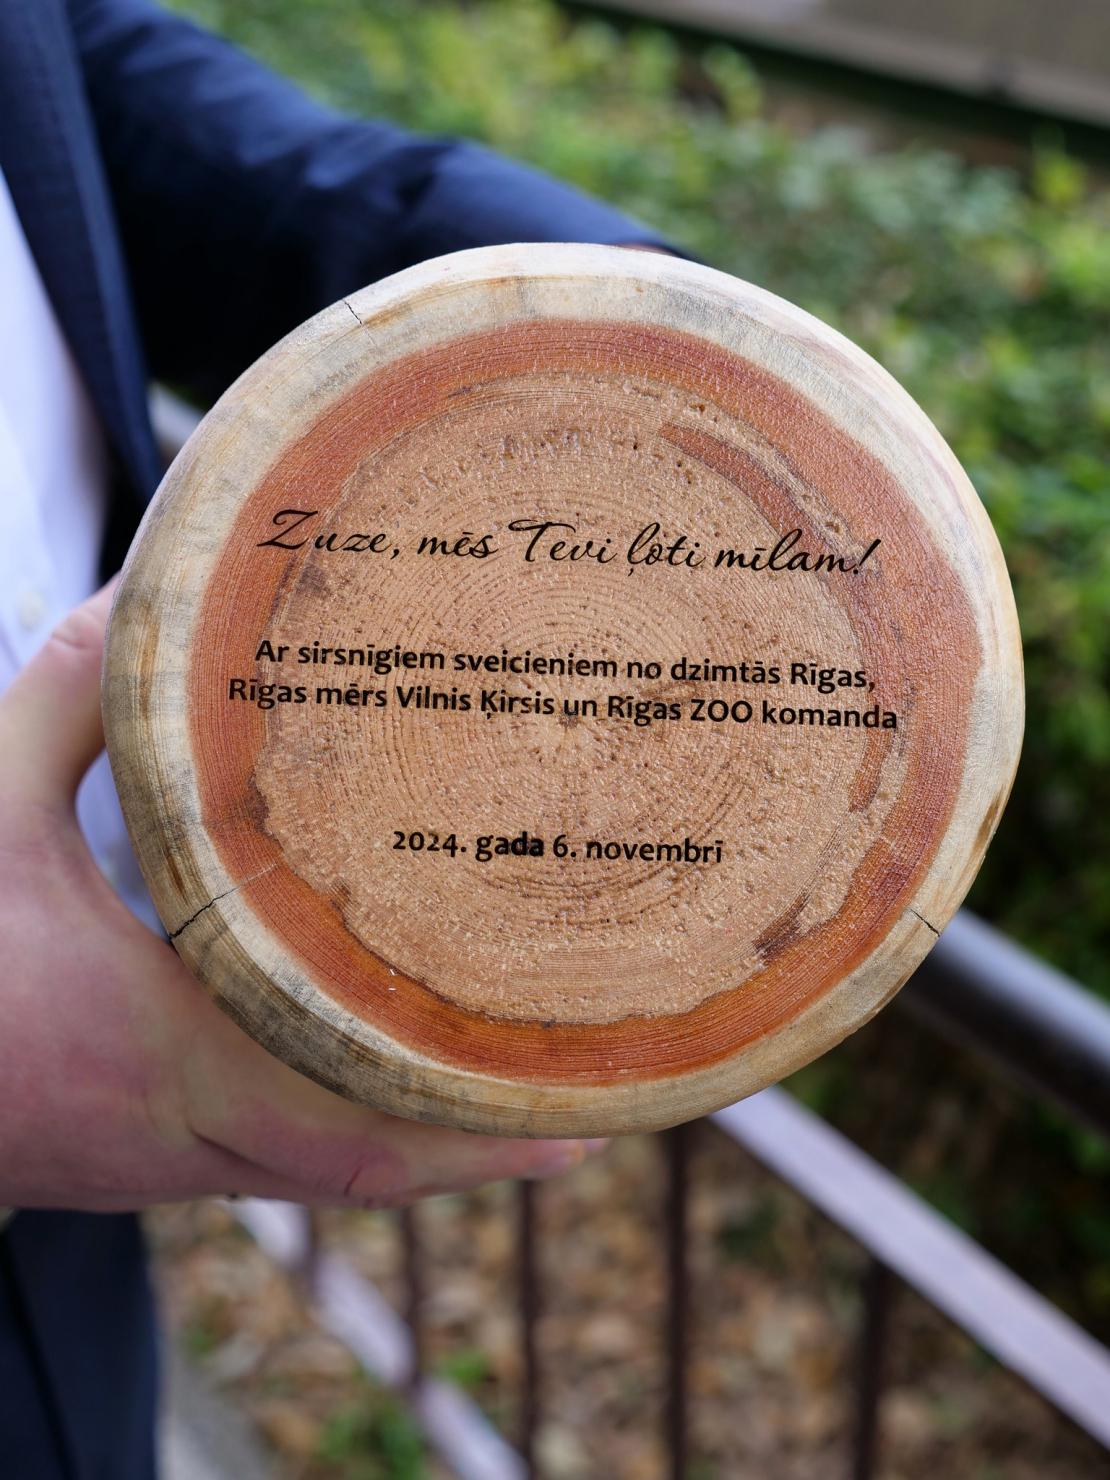 Zuze, mēs Tevi ļoti mīlam!
Ar sirsnīgiem sveicieniem no dzimtās Rīgas,
Rīgas mērs Vilnis Ķirsis un Rīgas ZOO komanda
2024. gada 6. novembrī